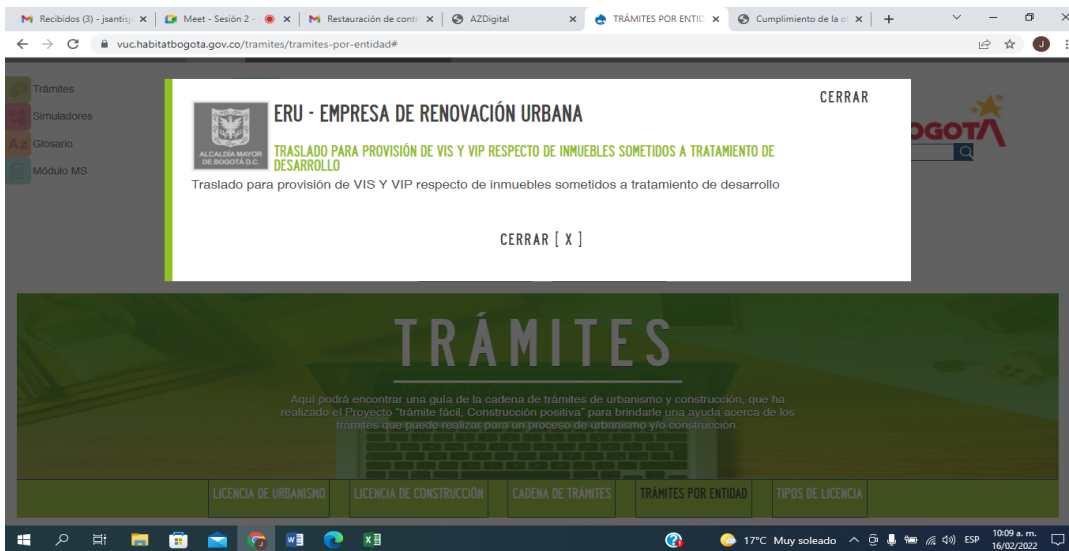 Recibidos (3) - jsantisj
Meet - Sesión 2 -
Restauración de contr
AZDigital
TRÁMITES POR ENTID
Cumplimiento de la o
vuc.habitatbogota.gov.co/tramites/tramites-por-entidad#
J
Trámites
Simuladores
Az Glosario
Módulo MS
CERRAR
ALCALDÍA MAYOR
DE BOGOTÁ D.C.
ERU - EMPRESA DE RENOVACIÓN URBANA
TRASLADO PARA PROVISIÓN DE VIS Y VIP RESPECTO DE INMUEBLES SOMETIDOS A TRATAMIENTO DE
DESARROLLO
Traslado para provisión de VIS Y VIP respecto de inmuebles sometidos a tratamiento de desarrollo
CERRAR [ X ]
OGOTA
TRÁMITES
Aquí podrá encontrar una guía de la cadena de trámites de urbanismo y construcción, que ha
realizado el Proyecto "trámite fácil, Construcción positiva" para brindarle una ayuda acerca de los
trámites que puede realizar para un proceso de urbanismo y/o construcción.
LICENCIA DE URBANISMO
LICENCIA DE CONSTRUCCIÓN
CADENA DE TRÁMITES
TRÁMITES POR ENTIDAD
TIPOS DE LICENCIA
17°C Muy soleado
ESP
10:09 a. m.
16/02/2022